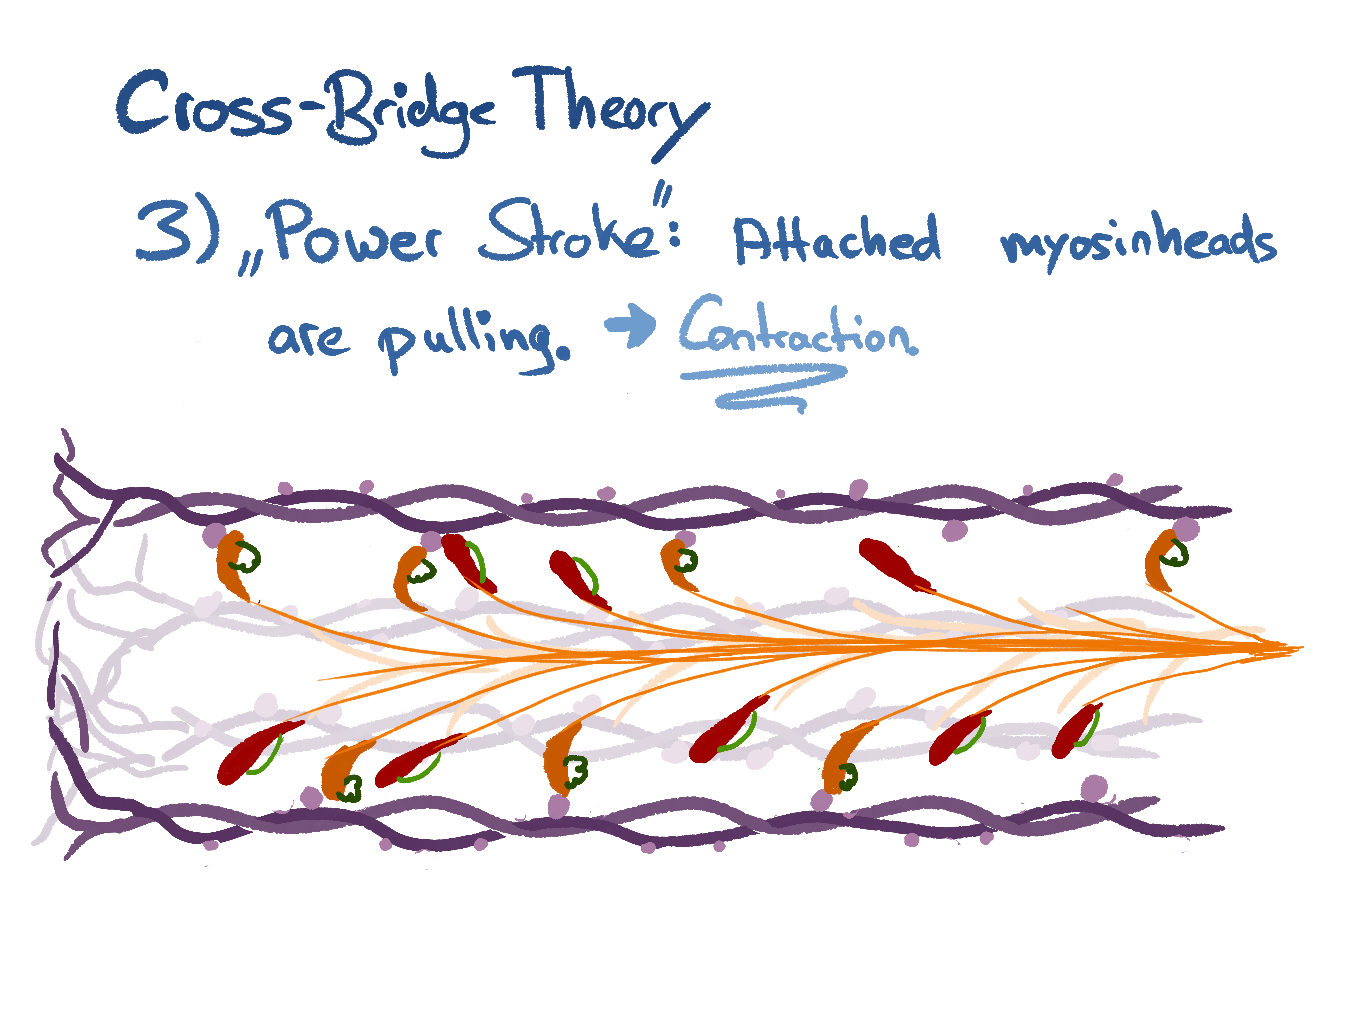 Cross-Bridge Theory
3) „Power Stroke": Attached myosinheads
are pulling. → Contraction.